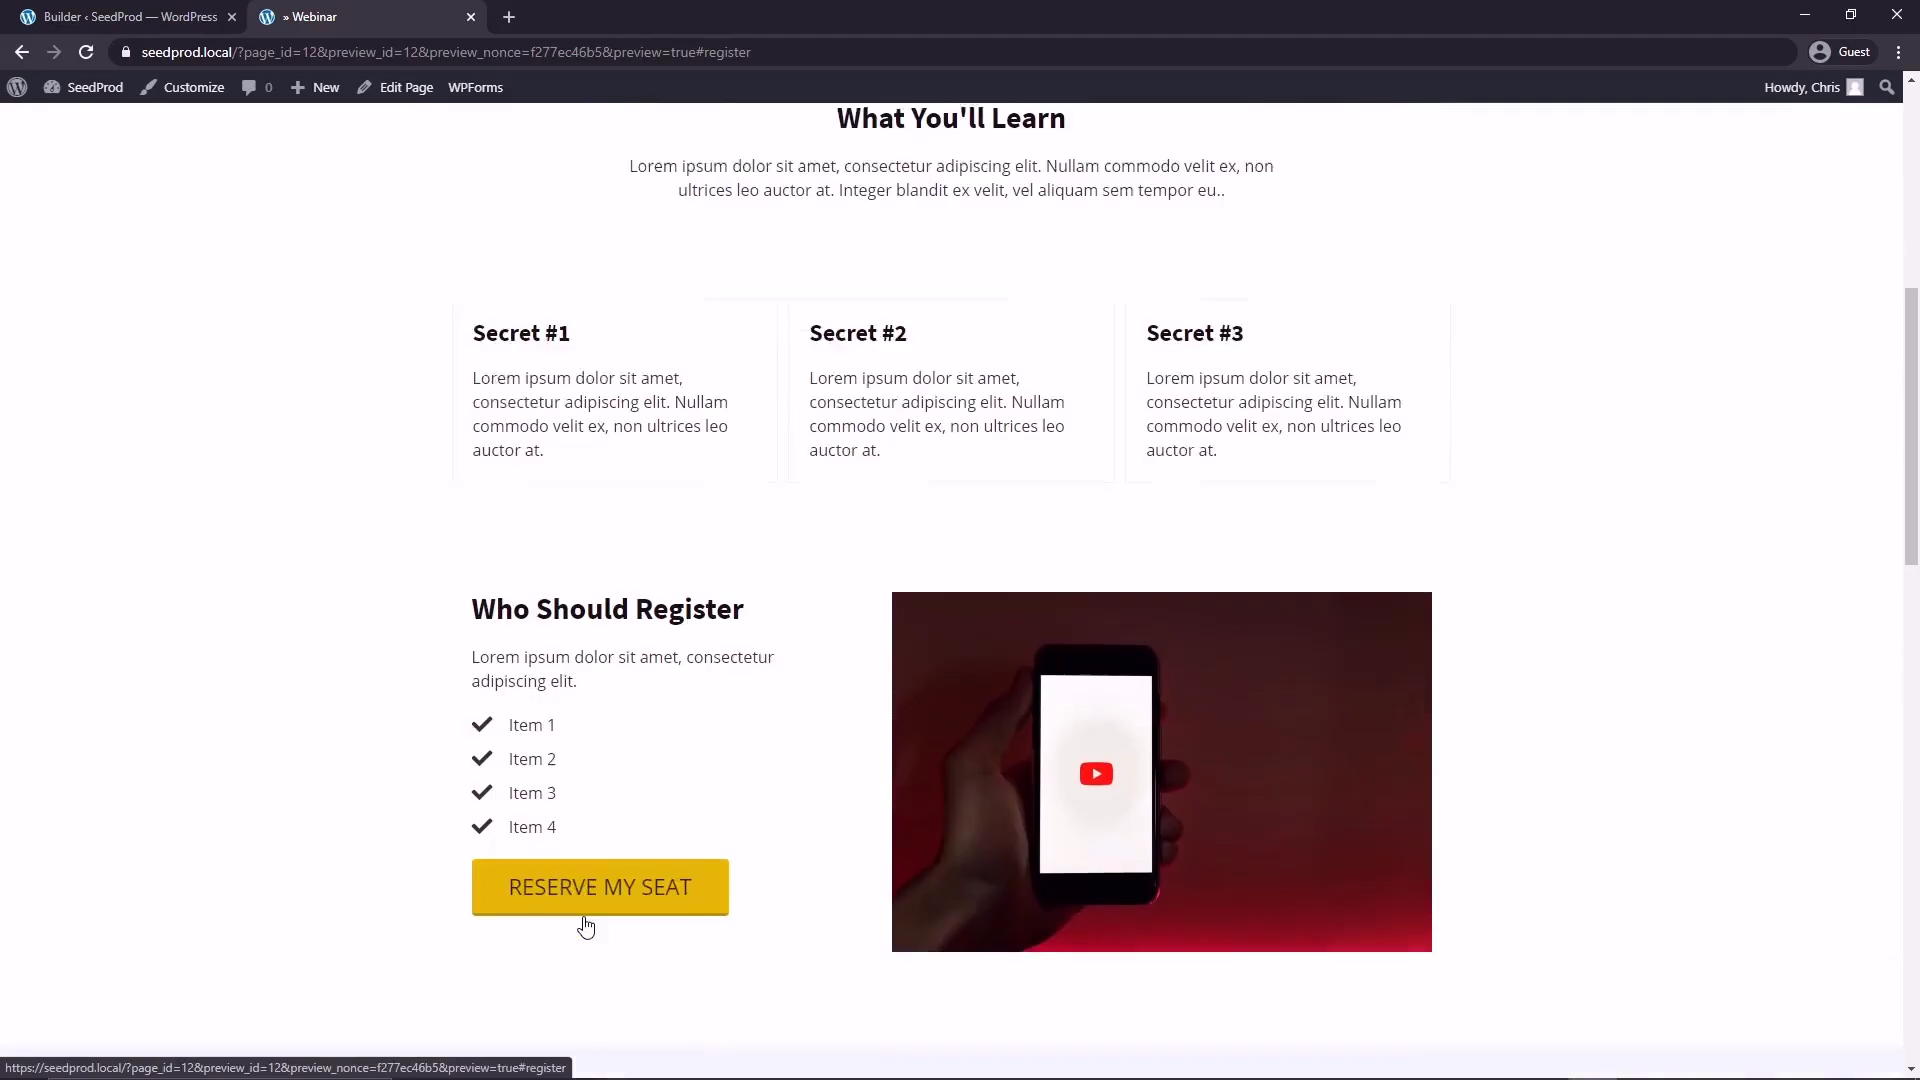 Builder ‹ SeedProd — WordPress
» Webinar
seedprod.local/?page_id=12&preview_id=12&preview_nonce=f277ec46b5&preview=true#register
Guest
SeedProd
Customize
0
New
Edit Page
WPForms
Howdy, Chris
What You'll Learn
Lorem ipsum dolor sit amet, consectetur adipiscing elit. Nullam commodo velit ex, non
ultrices leo auctor at. Integer blandit ex velit, vel aliquam sem tempor eu..
Secret #1
Lorem ipsum dolor sit amet,
consectetur adipiscing elit. Nullam
commodo velit ex, non ultrices leo
auctor at.
Secret #2
Lorem ipsum dolor sit amet,
consectetur adipiscing elit. Nullam
commodo velit ex, non ultrices leo
auctor at.
Secret #3
Lorem ipsum dolor sit amet,
consectetur adipiscing elit. Nullam
commodo velit ex, non ultrices leo
auctor at.
Who Should Register
Lorem ipsum dolor sit amet, consectetur
adipiscing elit.
Item 1
Item 2
Item 3
Item 4
RESERVE MY SEAT
https://seedprod.local/?page_id=12&preview_id=12&preview_nonce=f277ec46b5&preview=true#register